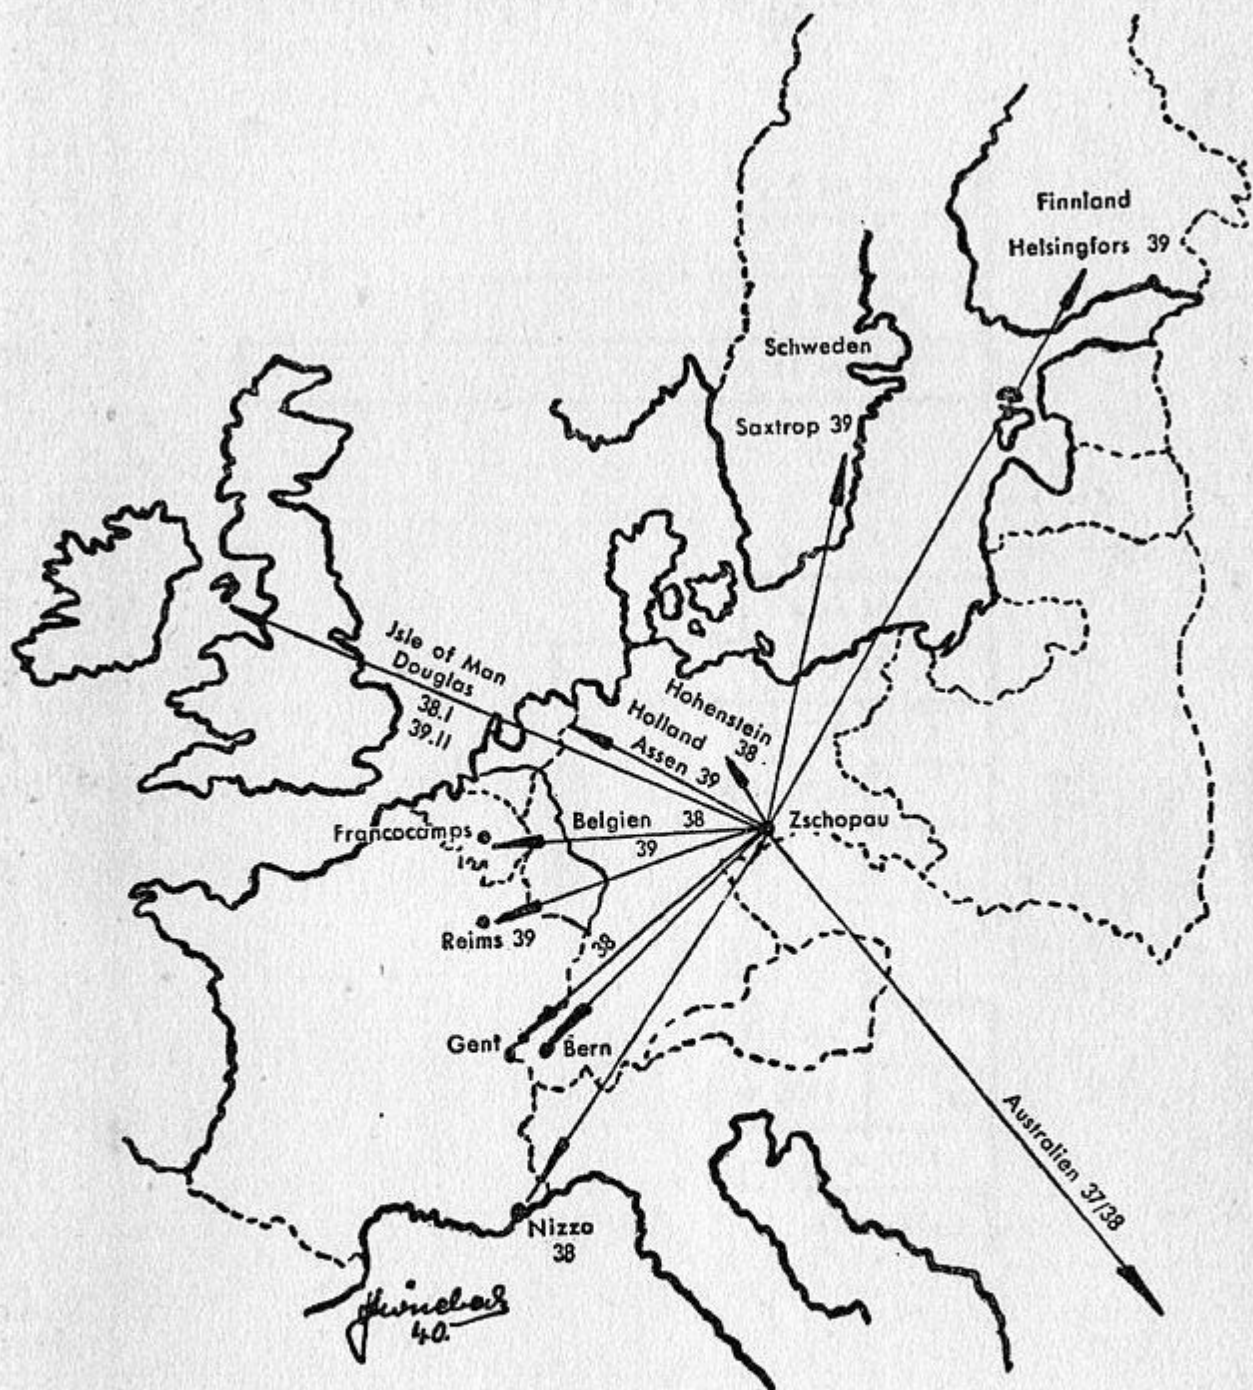 Finnland
Helsingfors 39
Schweden
Saxtrop 39
Jsle of Man
Douglas
38.I
39.II
Hohenstein
38.
Holland
Assen 39
Zschopau
Belgien 38
39
Francocamps
Reims 39
38
Genf
Bern
Australien 37/38
Nizza
38
40.